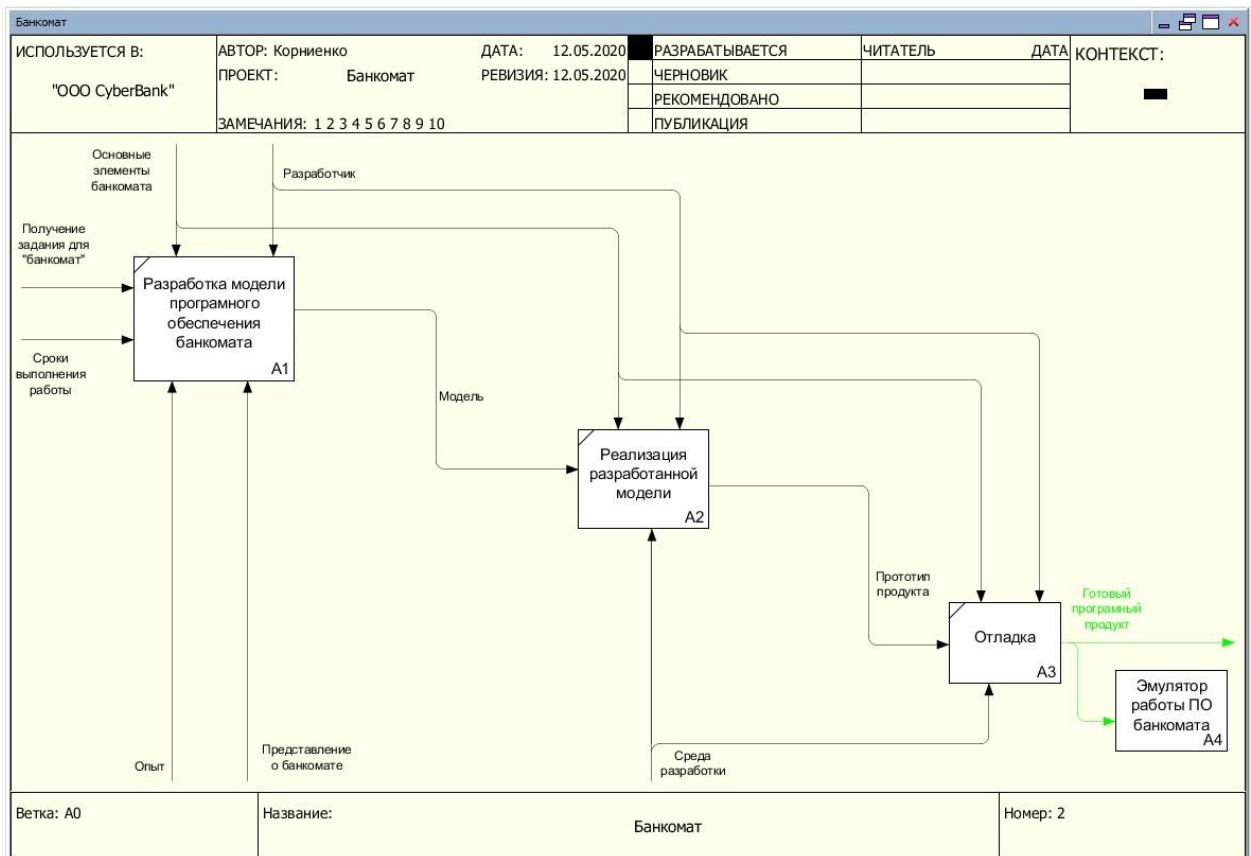 Банкомат
ИСПОЛЬЗУЕТСЯ В:
"ООО CyberBank"
АВТОР: Корниенко
ДАТА: 12.05.2020
ПРОЕКТ: Банкомат
РЕВИЗИЯ: 12.05.2020
ЗАМЕЧАНИЯ: 1 2 3 4 5 6 7 8 9 10
РАЗРАБАТЫВАЕТСЯ
ЧЕРНОВИК
РЕКОМЕНДОВАНО
ПУБЛИКАЦИЯ
ЧИТАТЕЛЬ ДАТА
КОНТЕКСТ:
Основные
элементы
банкомата
Разработчик
Получение
задания для
"банкомат"
Разработка модели
програмного
обеспечения
банкомата
A1
Сроки
выполнения
работы
Модель
Реализация
разработанной
модели
A2
Прототип
продукта
Готовый
програмный
продукт
Отладка
A3
Эмулятор
работы ПО
банкомата
A4
Опыт
Представление
о банкомате
Среда
разработки
Ветка: A0
Название:
Банкомат
Номер: 2